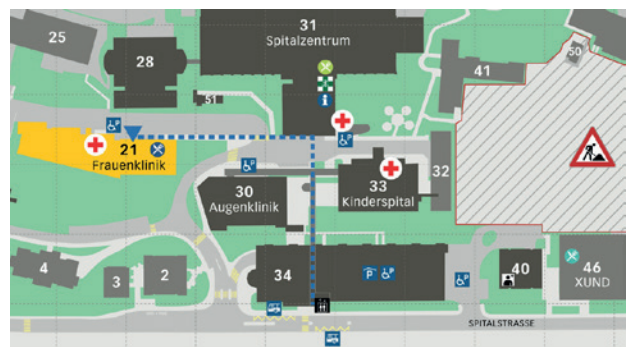 31
Spitalzentrum
25
28
50
41
51
i
P
21
Frauenklinik
P
32
P
30
Augenklinik
33
Kinderspital
4
3
2
34
P
P
40
46
XUND
SPITALSTRASSE